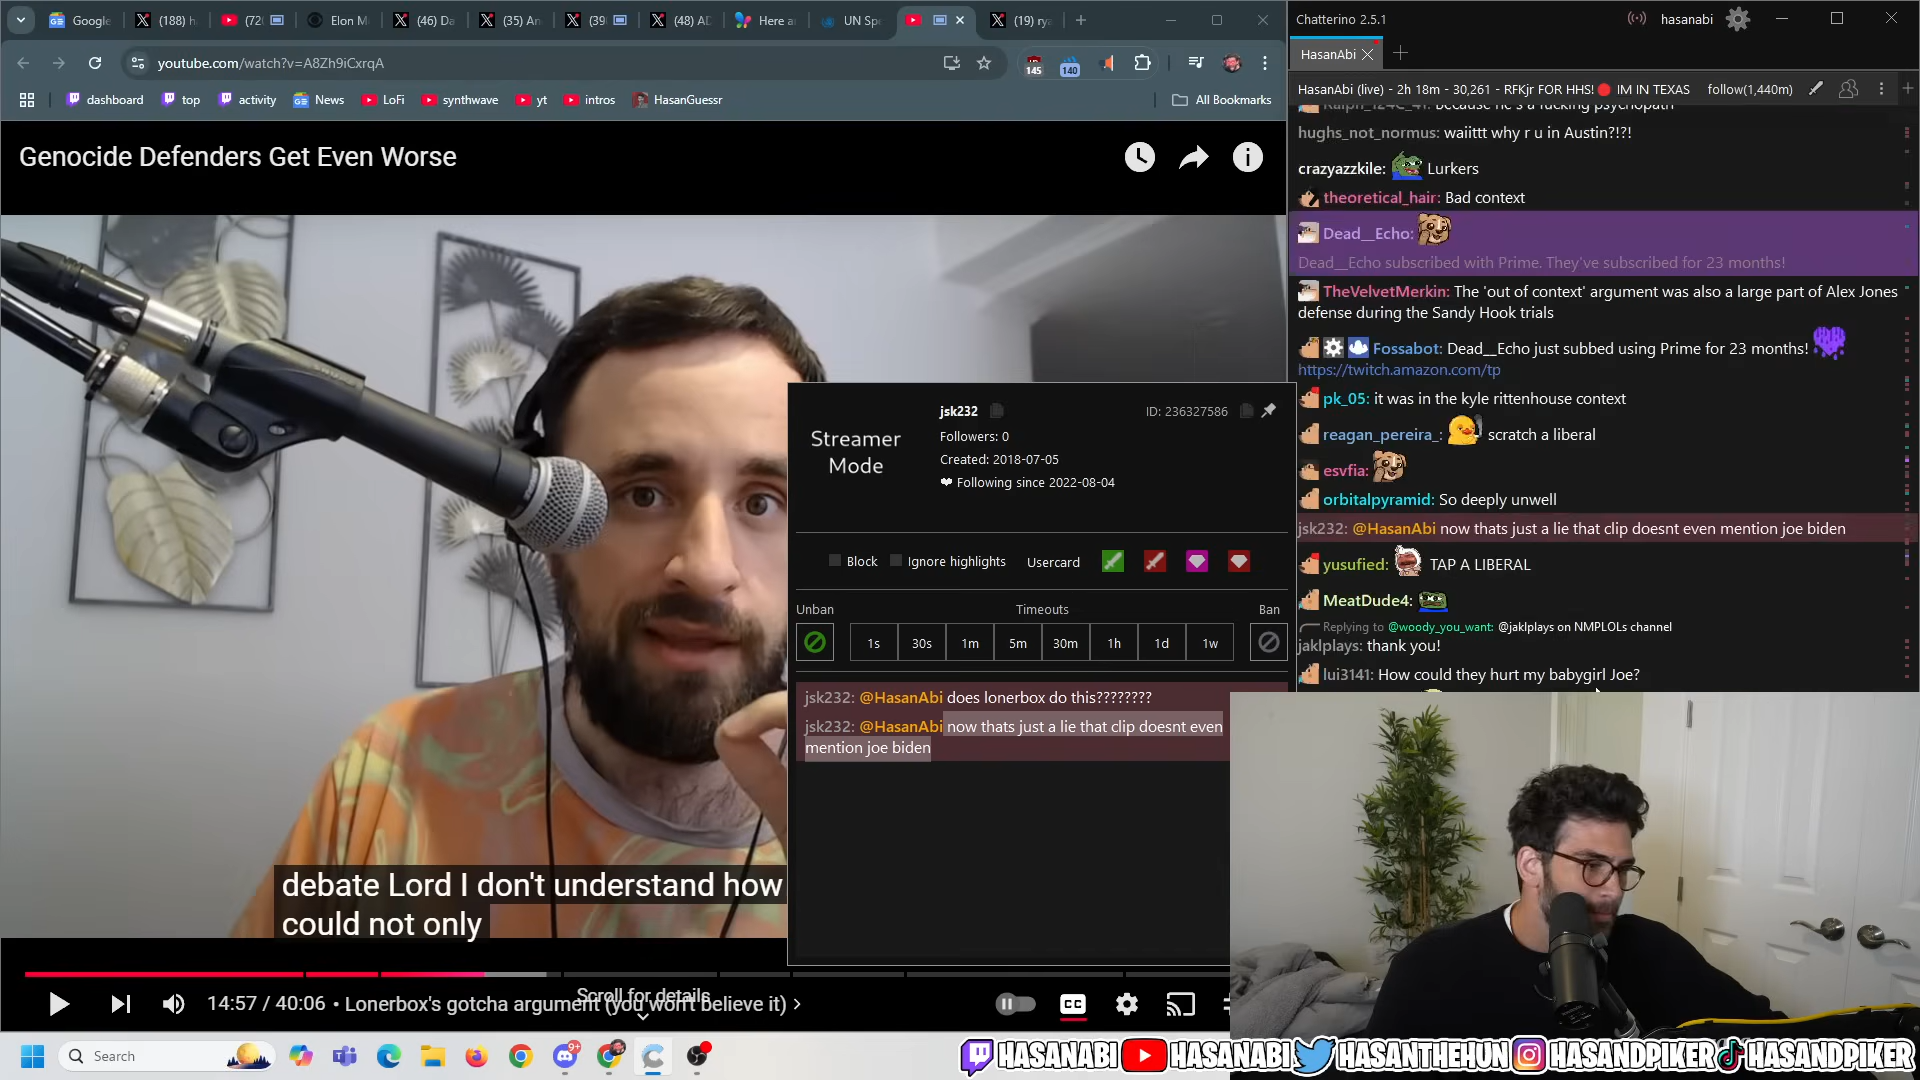 Google
(188) h
(720
Elon M
(46) Da
(35) An
(39
(48) AD
Here a
UN Spe
(19) rya
youtube.com/watch?v=A8Zh9iCxrqA
145
140
dashboard
top
activity
News
LoFi
synthwave
yt
intros
HasanGuessr
All Bookmarks
Genocide Defenders Get Even Worse
debate Lord I don't understand how
could not only
14:57 / 40:06 • Lonerbox's gotcha argument (you won't believe it)
Scroll for details
CC
Streamer
Mode
jsk232
ID: 236327586
Followers: 0
Created: 2018-07-05
Following since 2022-08-04
Block
Ignore highlights
Usercard
Unban
Timeouts
Ban
1s
30s
1m
5m
30m
1h
1d
1w
jsk232: @HasanAbi does lonerbox do this????????
jsk232: @HasanAbi now thats just a lie that clip doesnt even
mention joe biden
Chatterino 2.5.1
hasanabi
HasanAbi
HasanAbi (live) - 2h 18m - 30,261 - RFKjr FOR HHS! IM IN TEXAS
follow(1,440m)
Because he's a fucking psychopath
hughs_not_normus: waiittt why r u in Austin?!?!
crazyazzkile: Lurkers
theoretical_hair: Bad context
Dead__Echo:
Dead__Echo subscribed with Prime. They've subscribed for 23 months!
TheVelvetMerkin: The 'out of context' argument was also a large part of Alex Jones
defense during the Sandy Hook trials
Fossabot: Dead__Echo just subbed using Prime for 23 months!
https://twitch.amazon.com/tp
pk_05: it was in the kyle rittenhouse context
reagan_pereira_: scratch a liberal
esvfia:
orbitalpyramid: So deeply unwell
jsk232: @HasanAbi now thats just a lie that clip doesnt even mention joe biden
yusufied: TAP A LIBERAL
MeatDude4:
Replying to @woody_you_want: @jaklplays on NMPLOLs channel
jaklplays: thank you!
lui3141: How could they hurt my babygirl Joe?
Search
9+
HASANABI
HASANABI
HASANTHEHUN
HASANDPIKER
HASANDPIKER